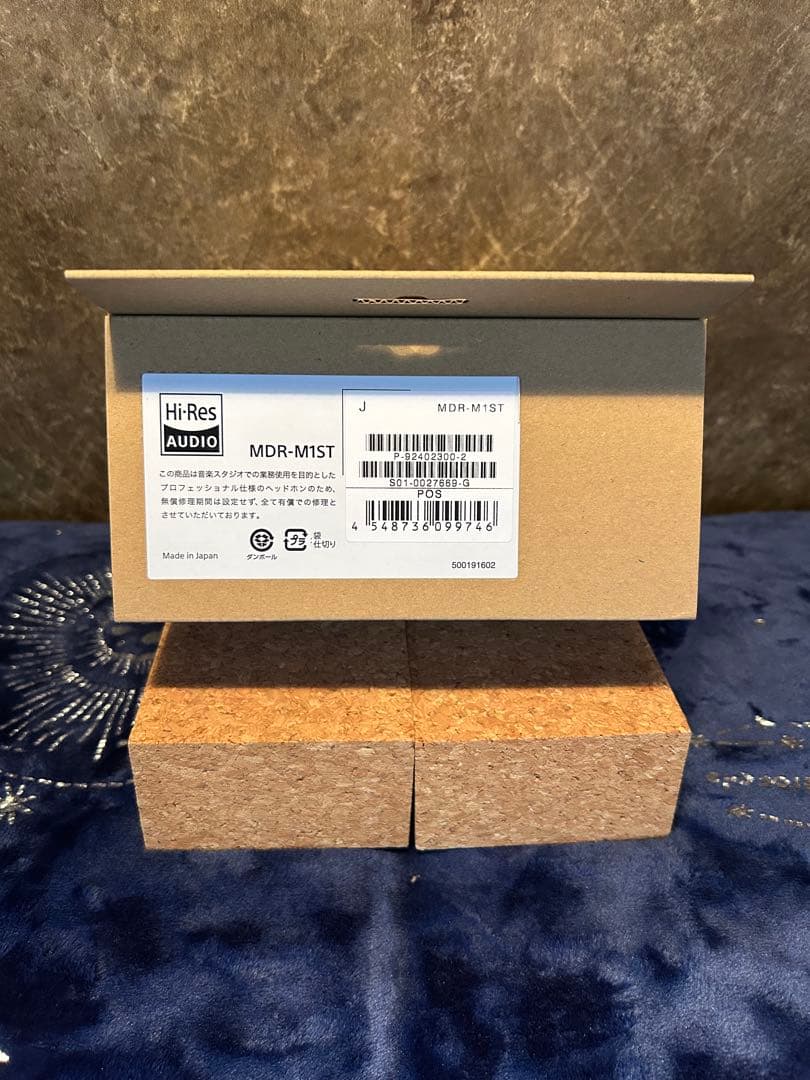 Hi-Res
AUDIO
MDR-M1ST
この商品は音楽スタジオでの業務使用を目的とした
プロフェッショナル仕様のヘッドホンのため、
無償修理期間は設定せず、全て有償での修理と
させていただいております。
Made in Japan
ダンボール
プラ
:袋
仕切り
J
MDR-M1ST
P-92402300-2
S01-0027669-G
POS
4 548736 099746
500191602